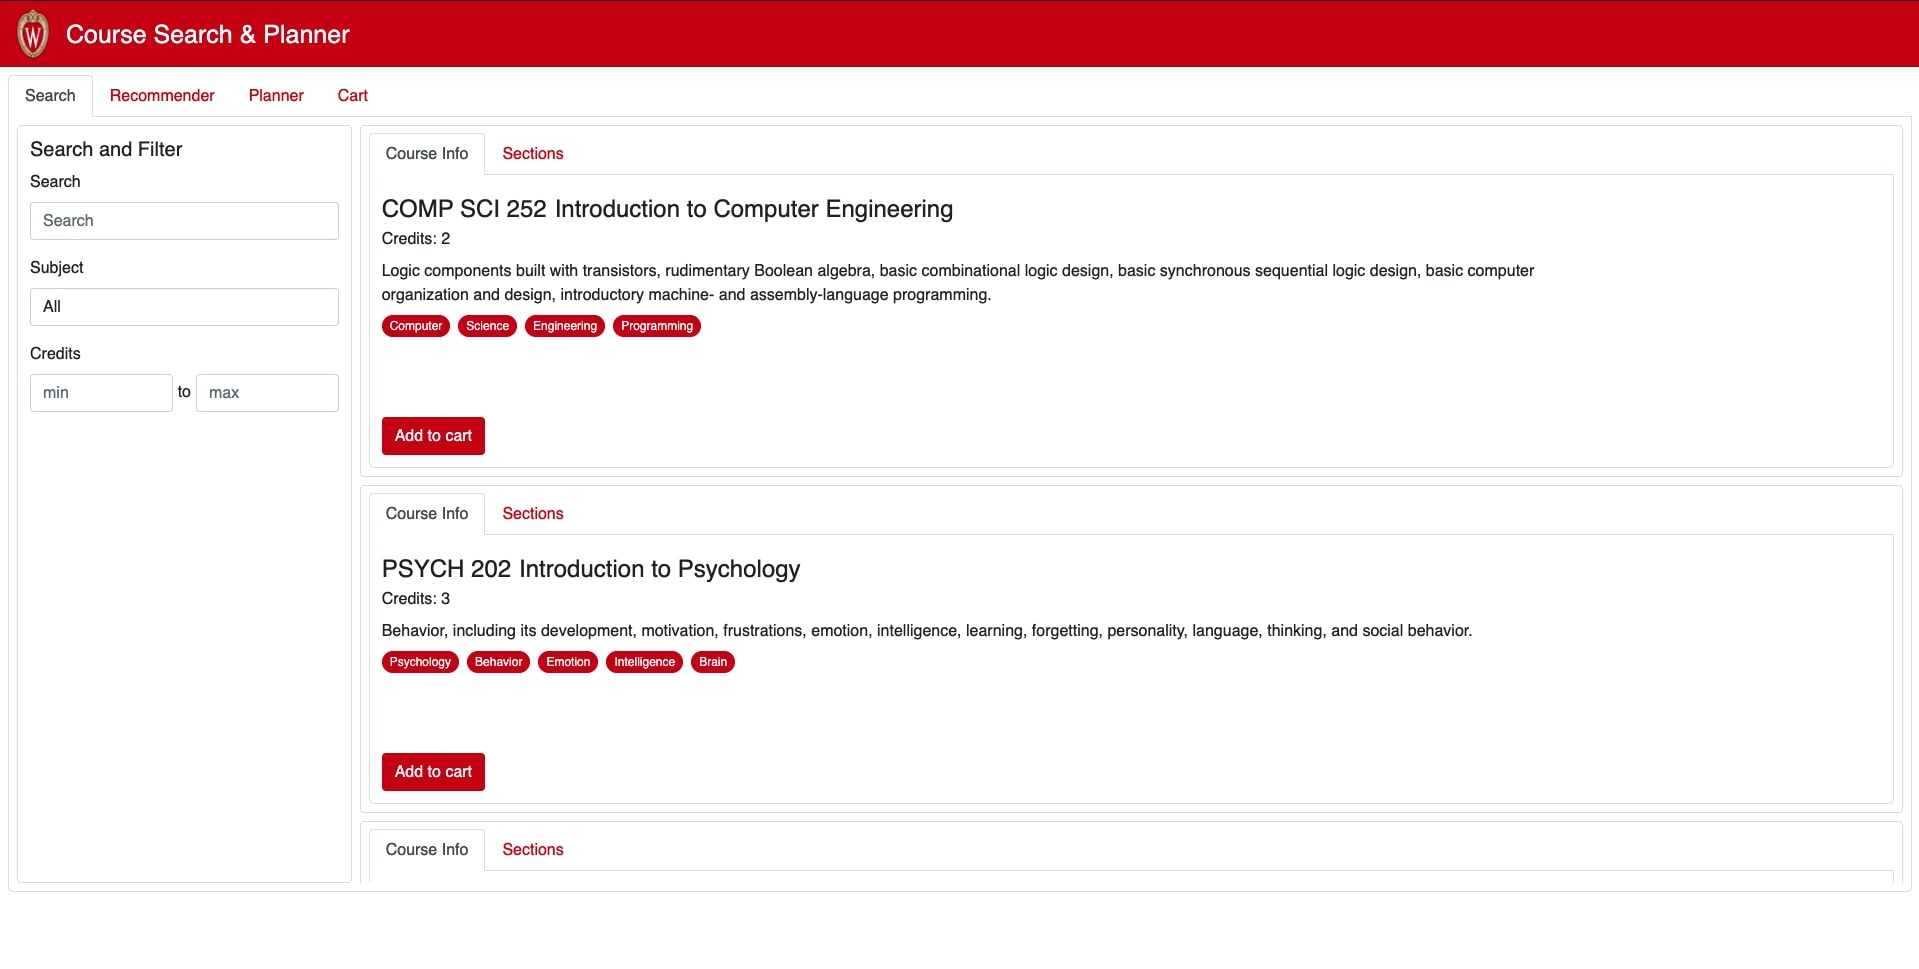 W Course Search & Planner
Search Recommender Planner Cart
Search and Filter
Search
Search
Subject
All
Credits
min to max
Course Info Sections
COMP SCI 252 Introduction to Computer Engineering
Credits: 2
Logic components built with transistors, rudimentary Boolean algebra, basic combinational logic design, basic synchronous sequential logic design, basic computer
organization and design, introductory machine- and assembly-language programming.
Computer Science Engineering Programming
Add to cart
Course Info Sections
PSYCH 202 Introduction to Psychology
Credits: 3
Behavior, including its development, motivation, frustrations, emotion, intelligence, learning, forgetting, personality, language, thinking, and social behavior.
Psychology Behavior Emotion Intelligence Brain
Add to cart
Course Info Sections